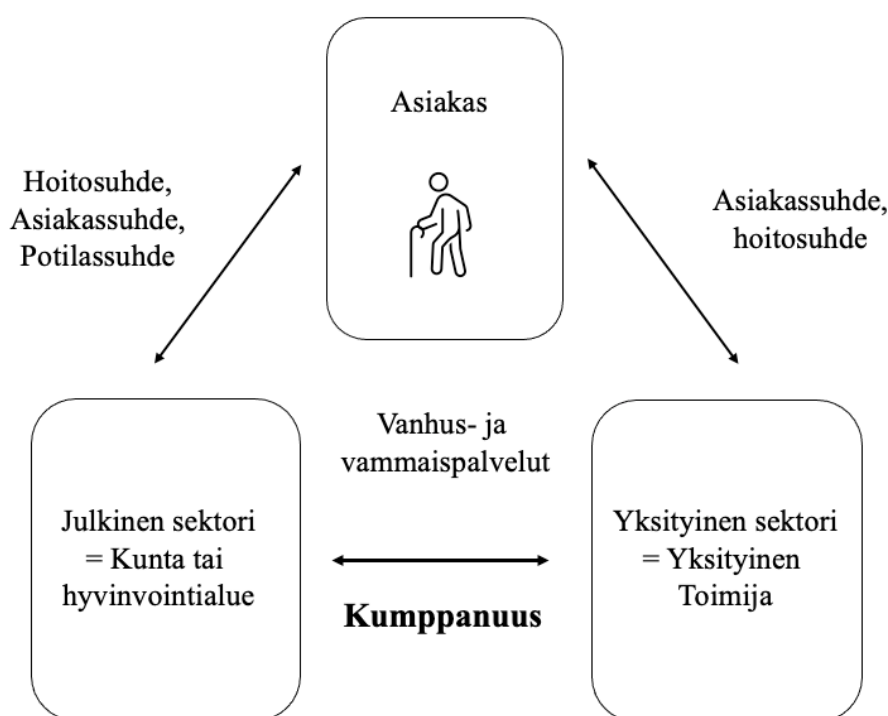 Asiakas
Hoitosuhde,
Asiakassuhde,
Potilassuhde
Asiakassuhde,
hoitosuhde
Vanhus- ja
vammaispalvelut
Julkinen sektori
= Kunta tai
hyvinvointialue
Kumppanuus
Yksityinen sektori
= Yksityinen
Toimija